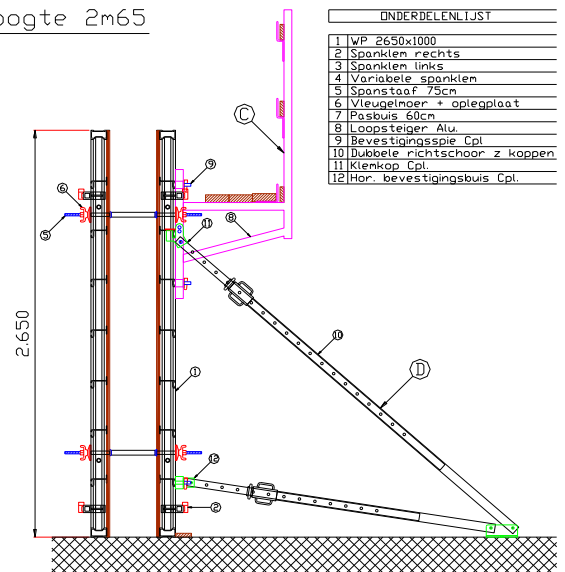 oogte 2m65
ONDERDELENLIJST
1 WP 2650x1000
2 Spanklem rechts
3 Spanklem links
4 Variabele spanklem
5 Spanstaaf 75cm
6 Vleugelmoer + oplegplaat
7 Pasbuis 60cm
8 Loopsteiger Alu.
9 Bevestigingsspie Cpl
10 Dubbele richtschoor z koppen
11 Klemkop Cpl.
12 Hor. bevestigingsbuis Cpl.
C
9
6
5
8
11
2.650
10
D
1
12
2